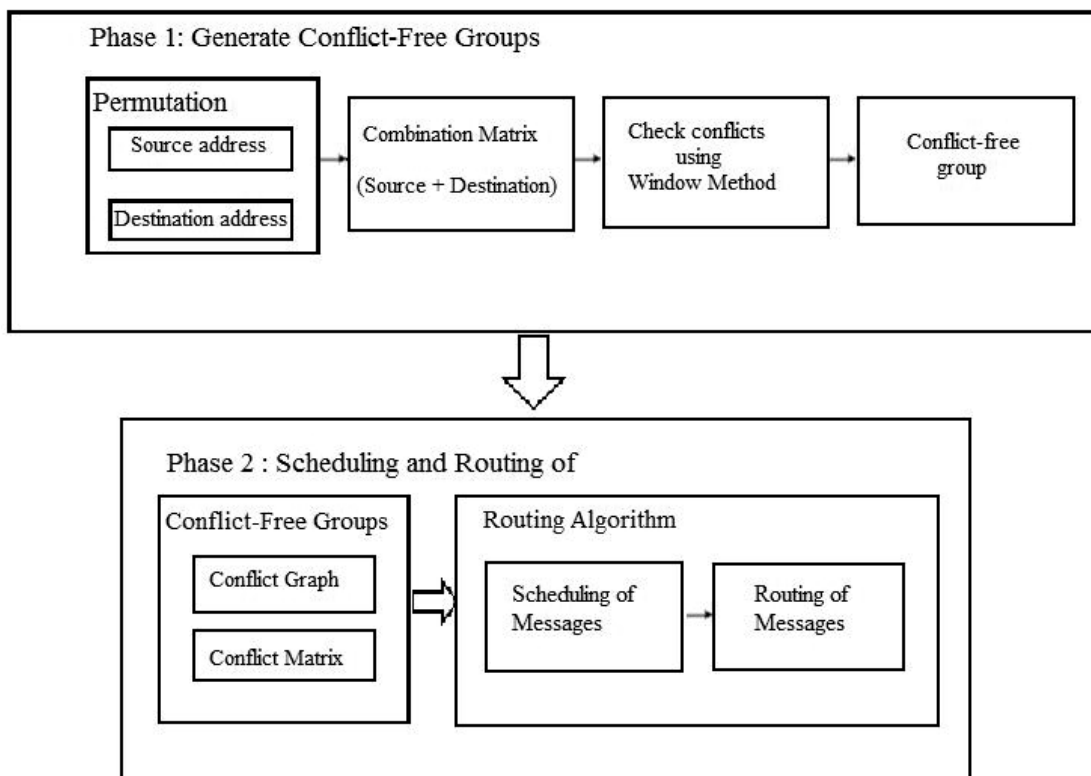 Phase 1: Generate Conflict-Free Groups
Permutation
Source address
Destination address
Combination Matrix
(Source + Destination)
Check conflicts
using
Window Method
Conflict-free
group
Phase 2 : Scheduling and Routing of
Conflict-Free Groups
Conflict Graph
Conflict Matrix
Routing Algorithm
Scheduling of
Messages
Routing of
Messages